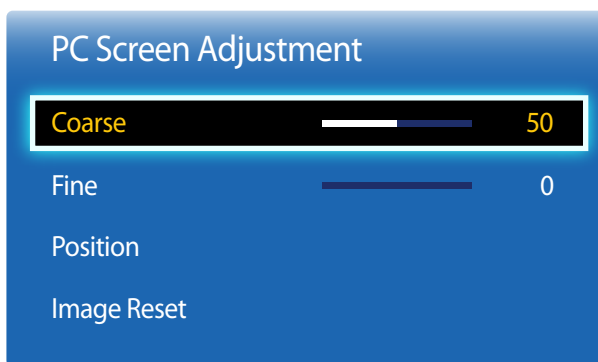 PC Screen Adjustment
Coarse 50
Fine 0
Position
Image Reset